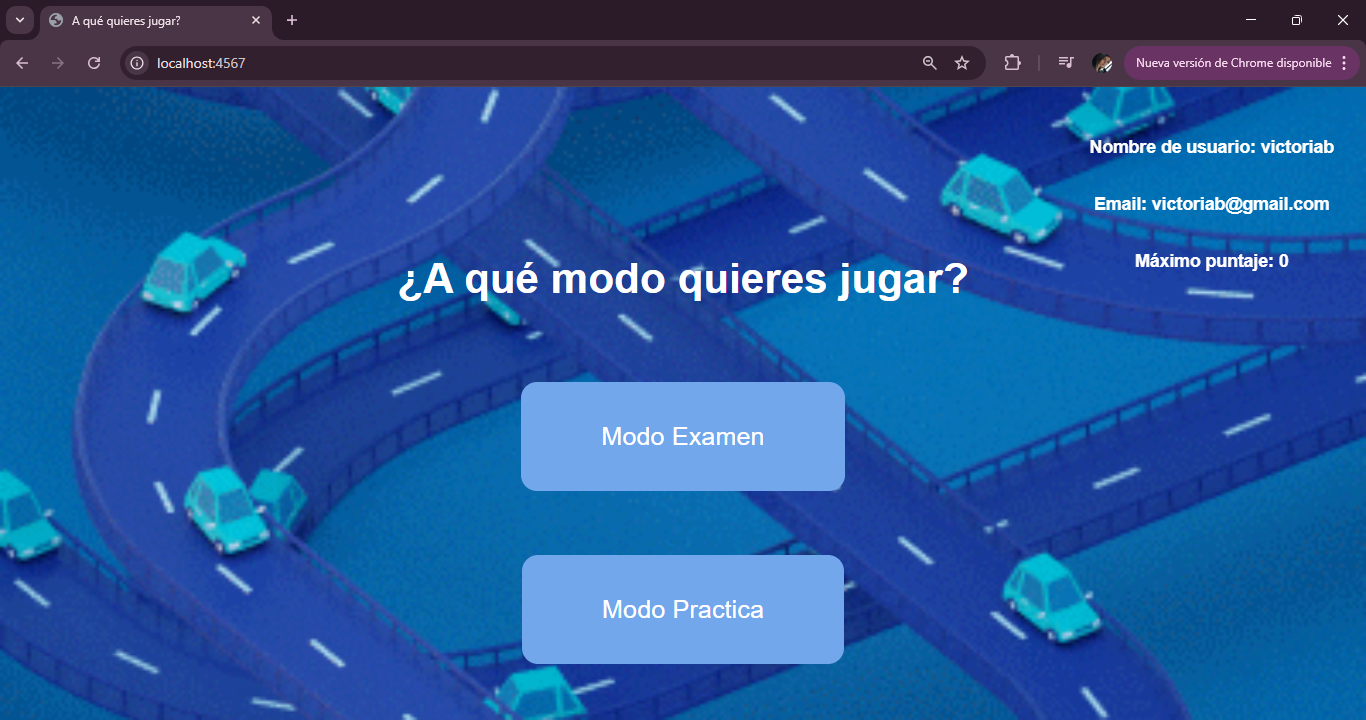 A qué quieres jugar?
localhost:4567
Nueva versión de Chrome disponible
Nombre de usuario: victoriab
Email: victoriab@gmail.com
Máximo puntaje: 0
¿A qué modo quieres jugar?
Modo Examen
Modo Practica